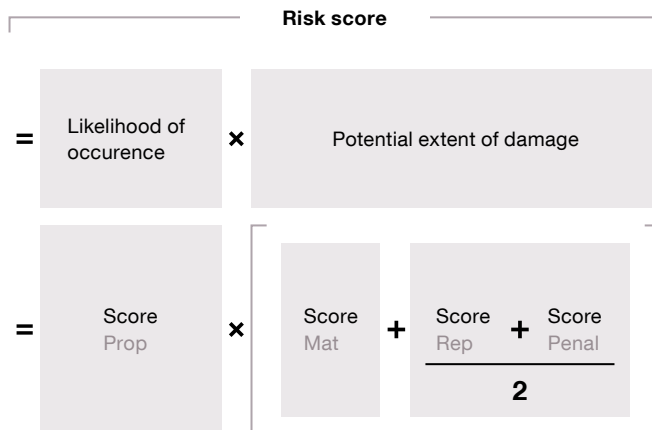 Risk score
= Likelihood of occurence × Potential extent of damage
= Score Prop × Score Mat + Score Rep + Score Penal
2